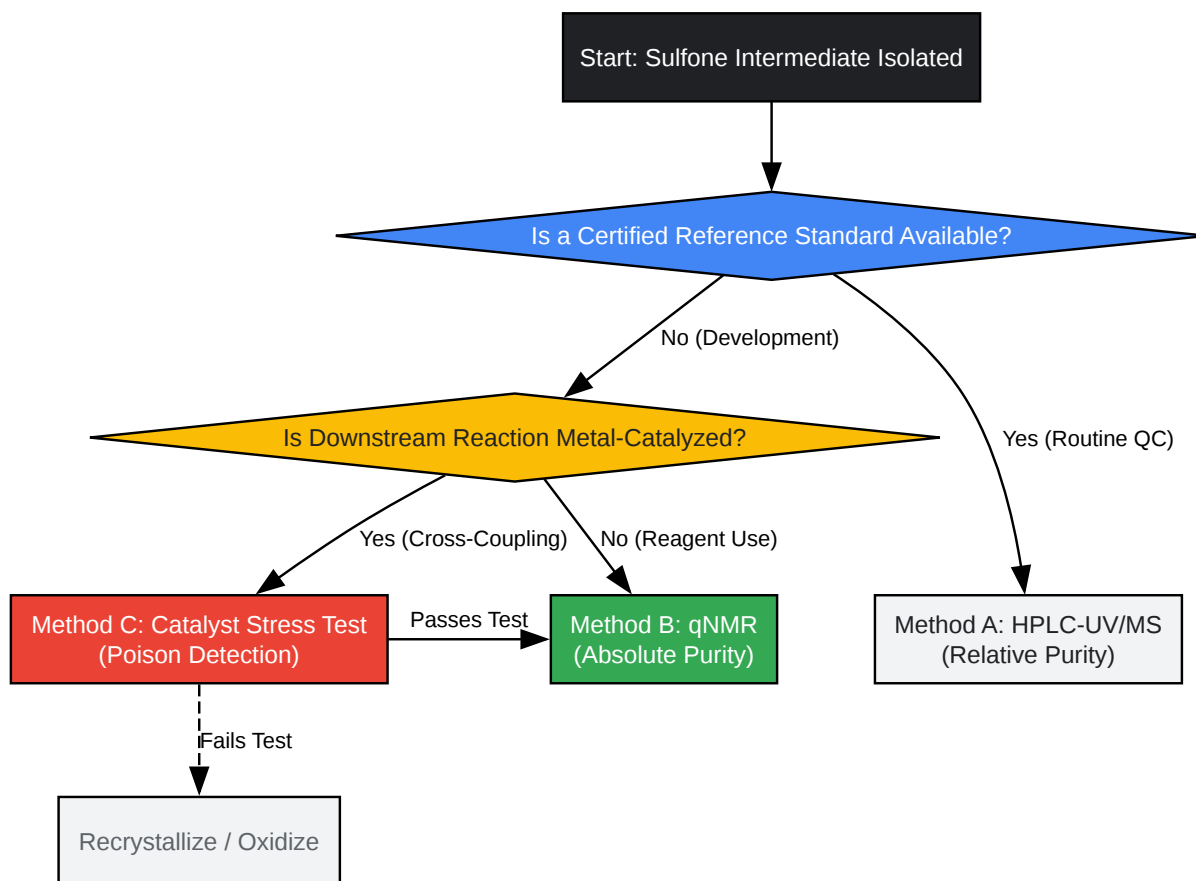 Start: Sulfone Intermediate Isolated
Is a Certified Reference Standard Available?
No (Development)
Is Downstream Reaction Metal-Catalyzed?
Yes (Routine QC)
Yes (Cross-Coupling)
No (Reagent Use)
Method C: Catalyst Stress Test
(Poison Detection)
Passes Test
Method B: qNMR
(Absolute Purity)
Method A: HPLC-UV/MS
(Relative Purity)
Fails Test
Recrystallize / Oxidize